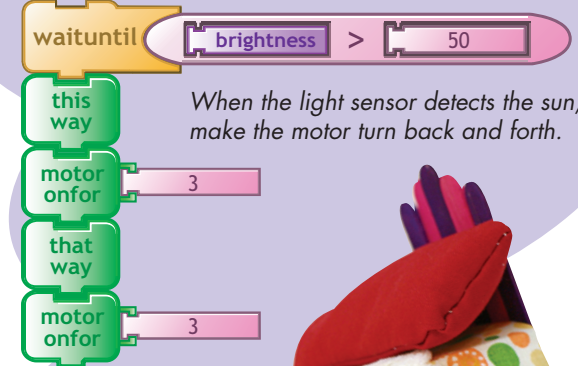 waituntil brightness > 50
this
way
When the light sensor detects the sun,
make the motor turn back and forth.
motor
onfor 3
that
way
motor
onfor 3